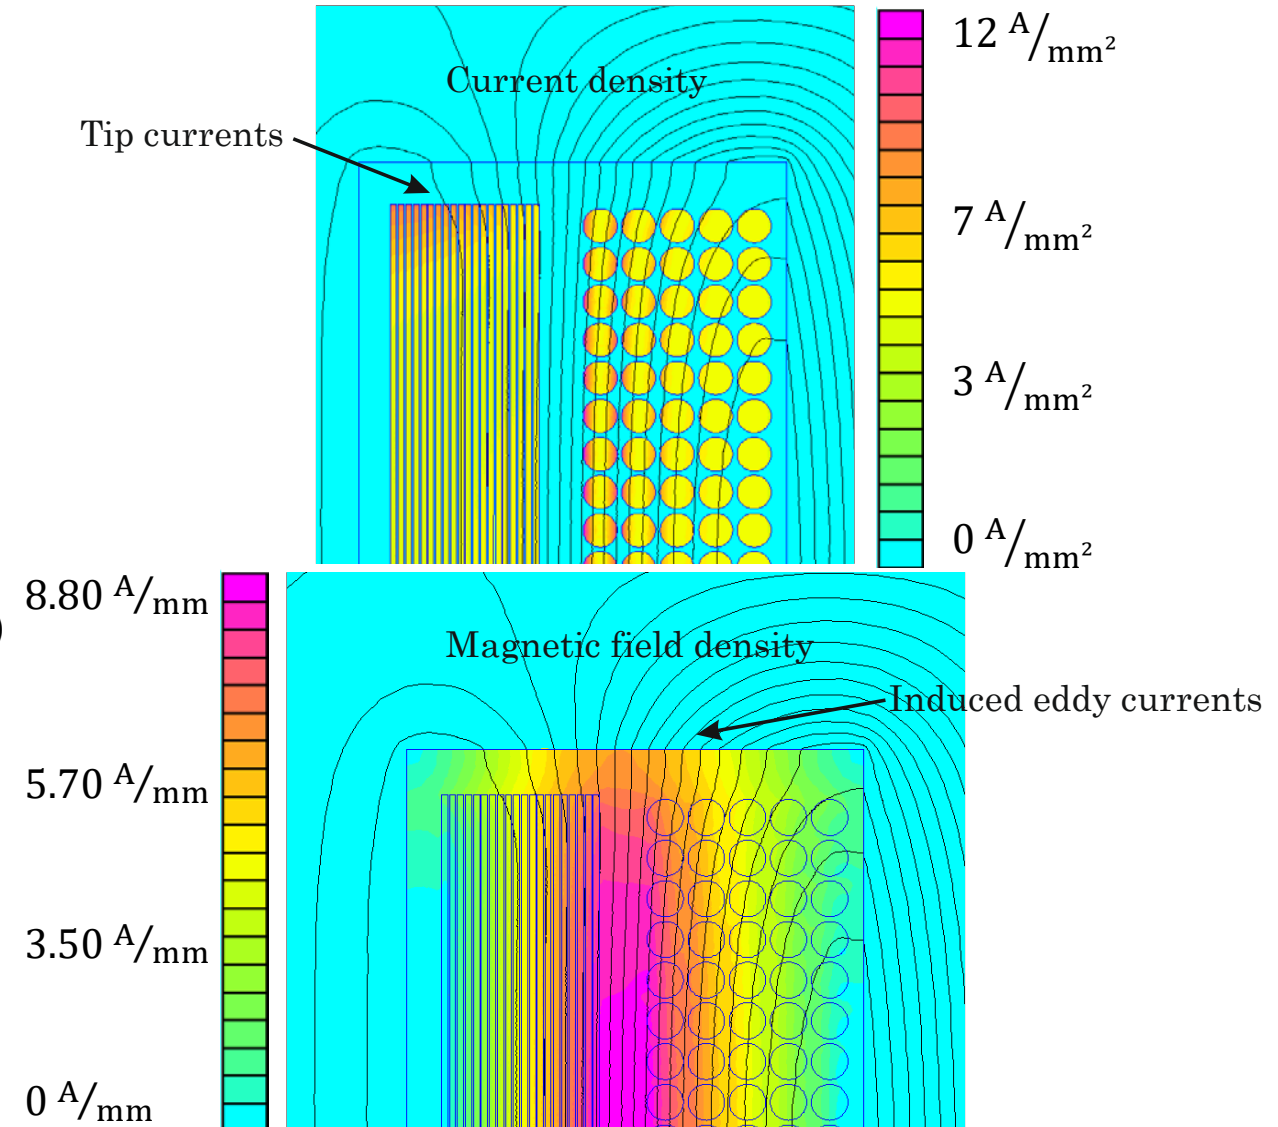 Current density
Tip currents
12 A/mm²
7 A/mm²
3 A/mm²
0 A/mm²
8.80 A/mm
)
Magnetic field density
Induced eddy currents
5.70 A/mm
3.50 A/mm
0 A/mm